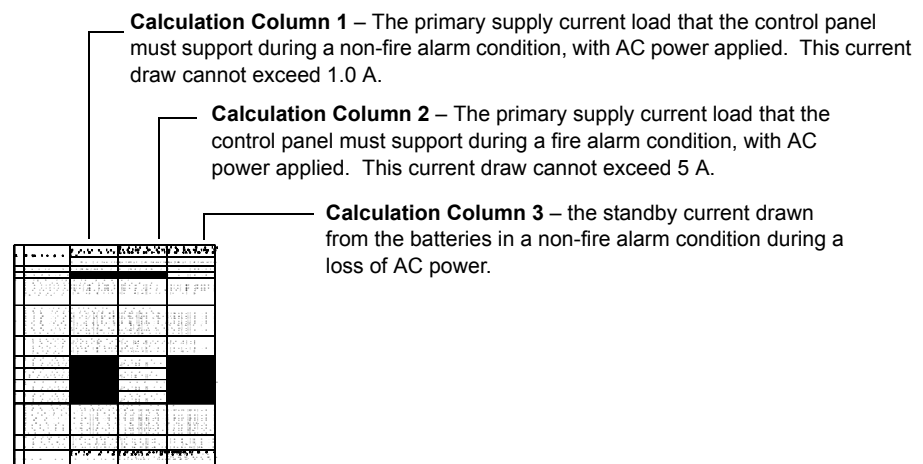 Calculation Column 1 – The primary supply current load that the control panel
must support during a non-fire alarm condition, with AC power applied.  This current
draw cannot exceed 1.0 A.
Calculation Column 2 – The primary supply current load that the
control panel must support during a fire alarm condition, with AC
power applied.  This current draw cannot exceed 5 A.
Calculation Column 3 – the standby current drawn
from the batteries in a non-fire alarm condition during a
loss of AC power.